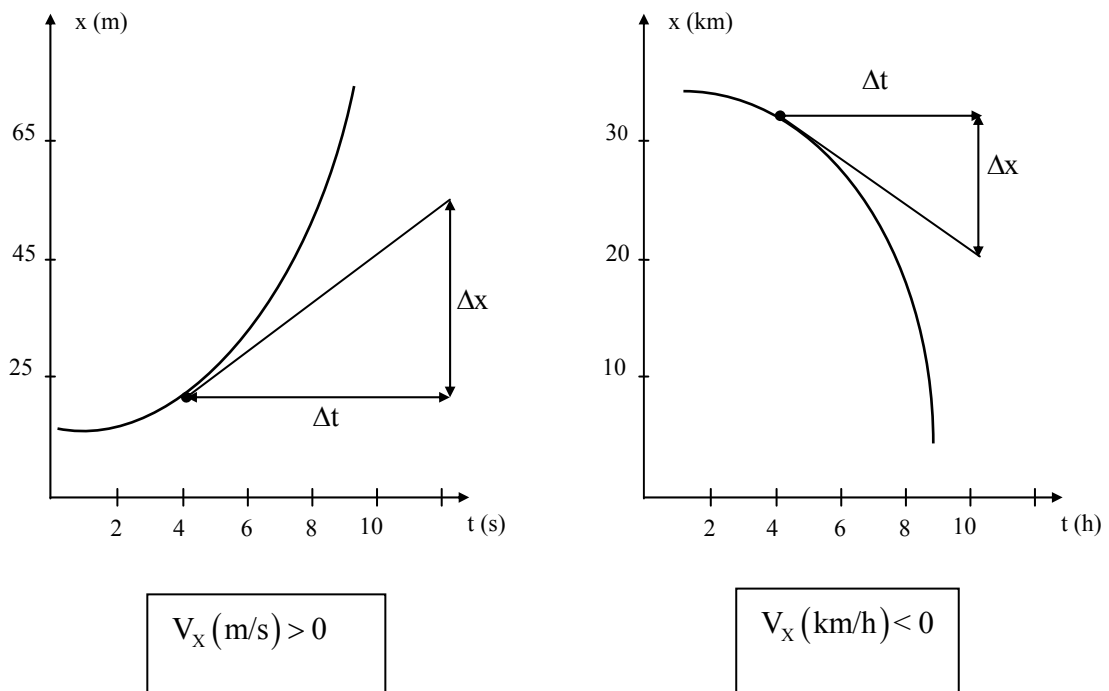 x (m)
65
45
25
Δx
Δt
2 4 6 8 10
t (s)
V_X (m/s) > 0
x (km)
Δt
30
Δx
20
10
2 4 6 8 10
t (h)
V_X (km/h) < 0